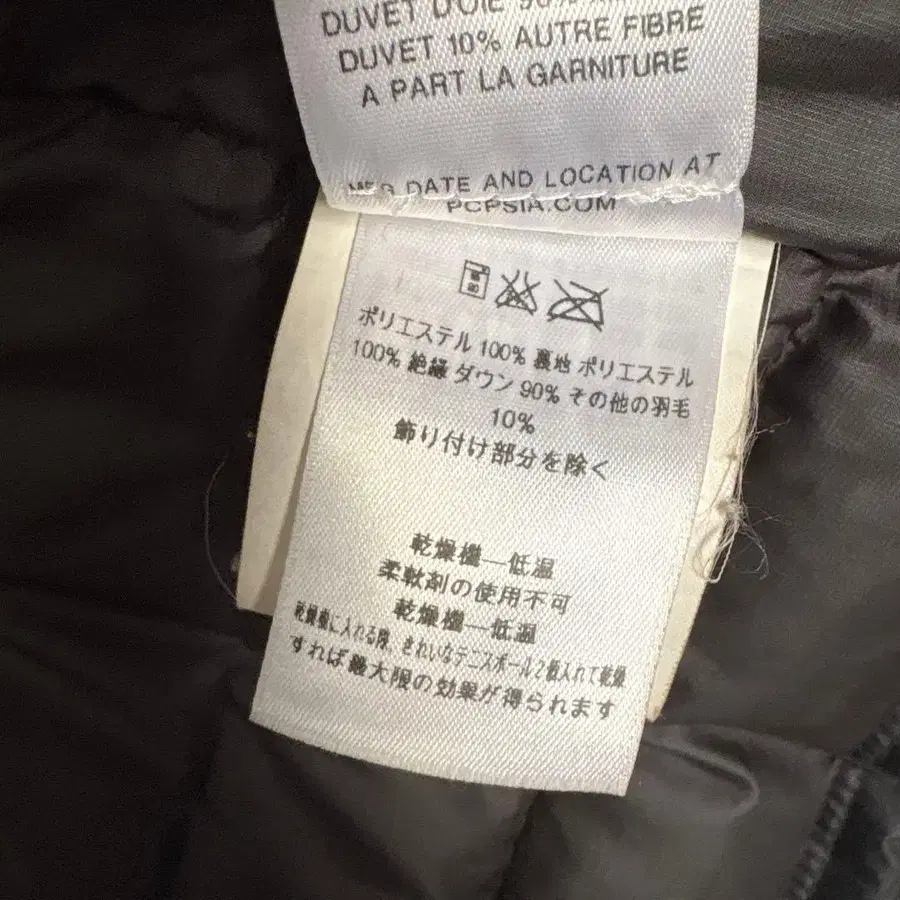 DUVET D'OIE 90%
DUVET 10% AUTRE FIBRE
A PART LA GARNITURE
DATE AND LOCATION AT
PCPSIA.COM
ポリエステル 100% 裏地 ポリエステル
100% 絶縁 ダウン 90% その他の羽毛
10%
飾り付け部分を除く
乾燥機—低温
柔軟剤の使用不可
乾燥機—低温
乾燥機に入れる際、きれいなテニスボール2個入れて乾燥
すれば最大限の効果が得られます